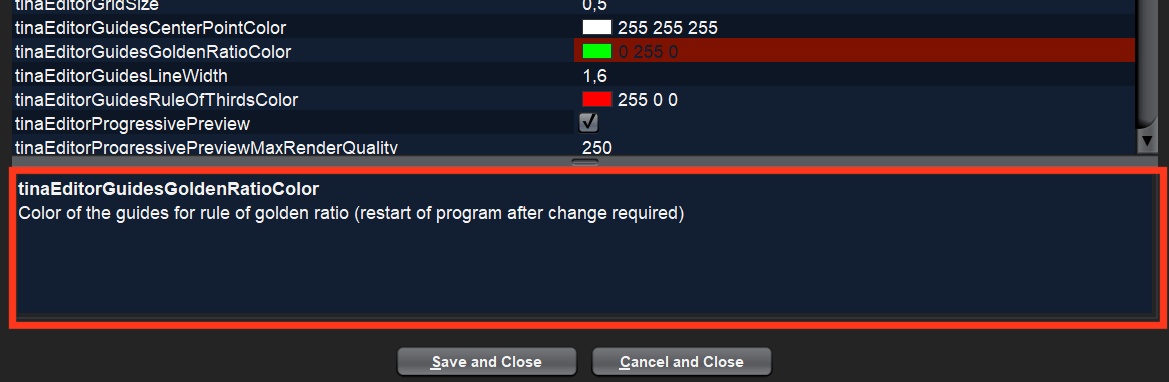 tinaEditorGridSize 0,5
tinaEditorGuidesCenterPointColor 255 255 255
tinaEditorGuidesGoldenRatioColor 0 255 0
tinaEditorGuidesLineWidth 1,6
tinaEditorGuidesRuleOfThirdsColor 255 0 0
tinaEditorProgressivePreview
tinaEditorProgressivePreviewMaxRenderQuality 250
tinaEditorGuidesGoldenRatioColor
Color of the guides for rule of golden ratio (restart of program after change required)
Save and Close Cancel and Close